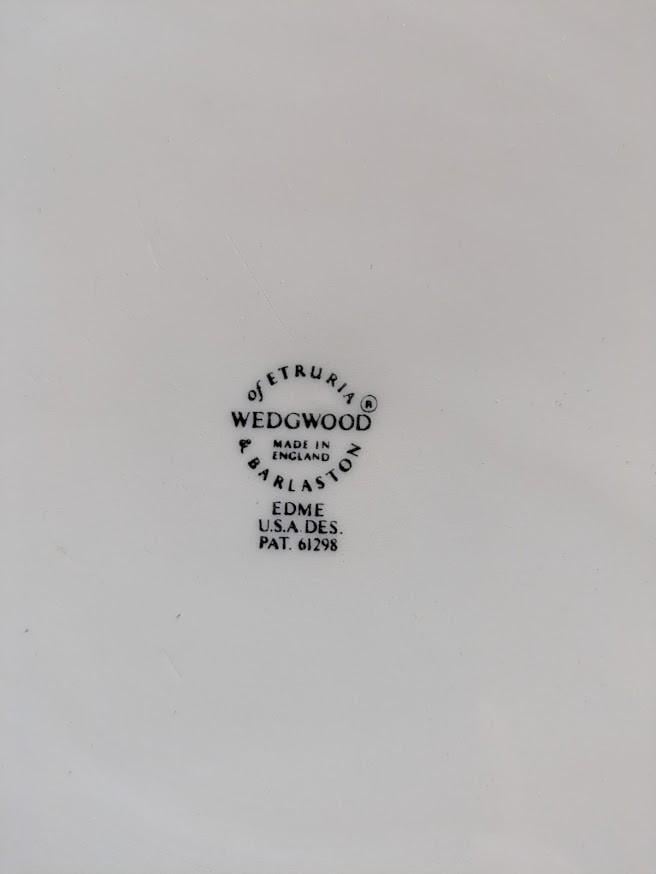 of ETRURIA
WEDGWOOD ®
MADE IN
ENGLAND
& BARLASTON
EDME
U.S.A. DES.
PAT. 61298